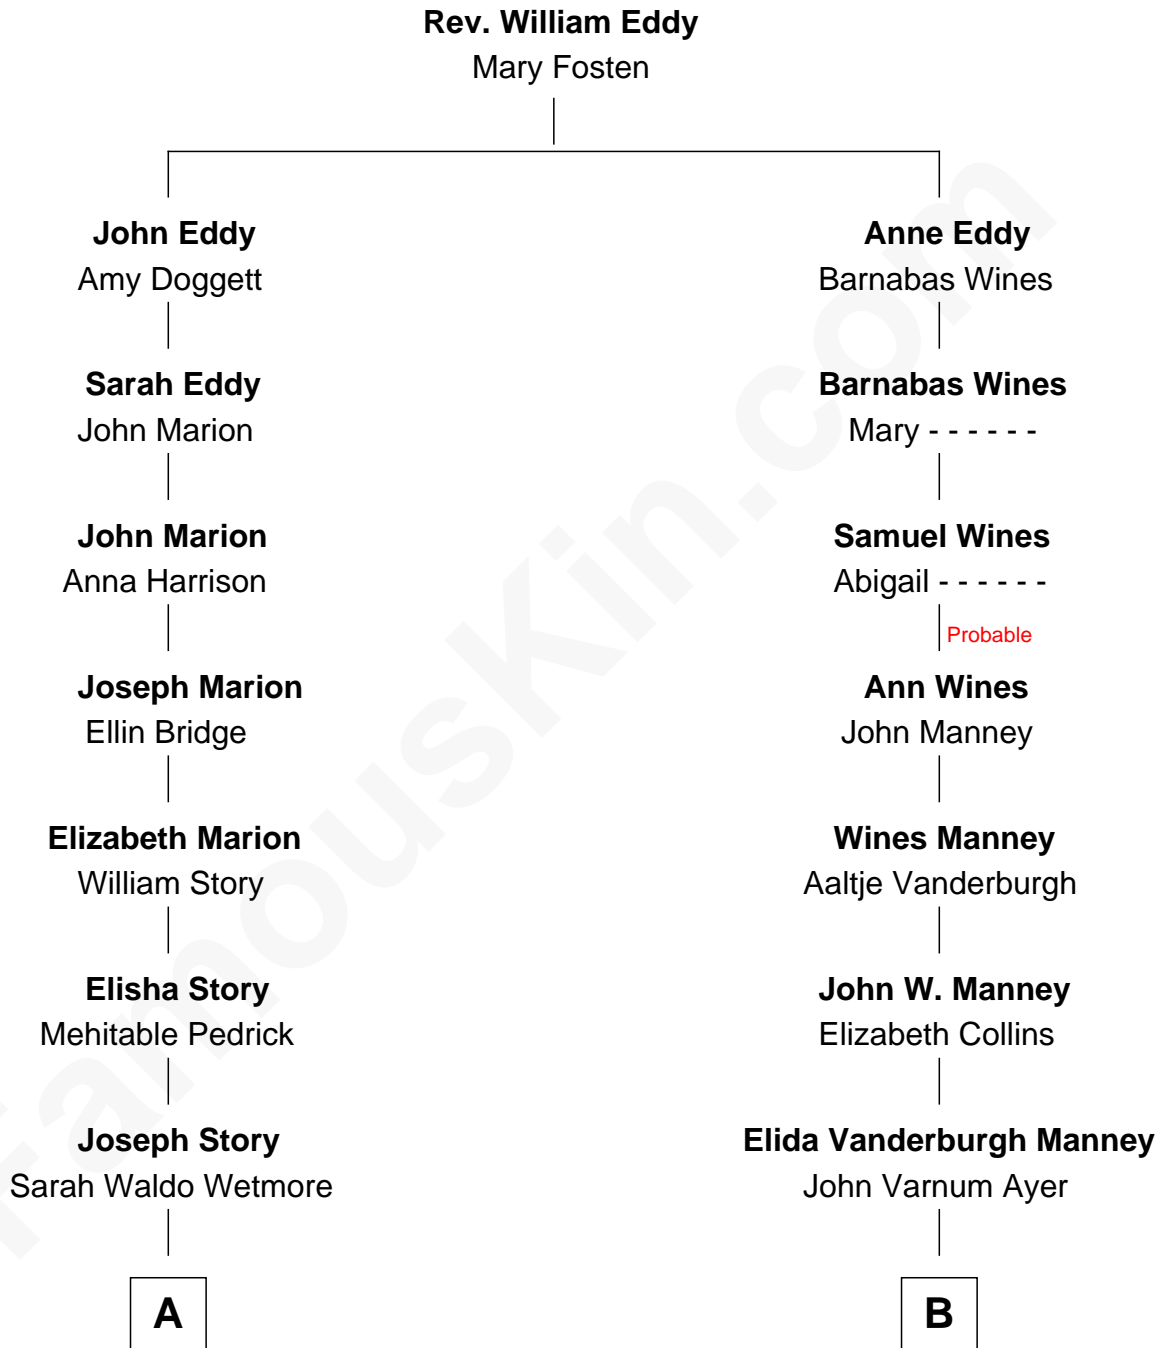 Rev. William Eddy
Mary Fosten
John Eddy
Amy Doggett
Anne Eddy
Barnabas Wines
Sarah Eddy
John Marion
Barnabas Wines
Mary - - - - - -
John Marion
Anna Harrison
Samuel Wines
Abigail - - - - - -
Probable
Joseph Marion
Ellin Bridge
Ann Wines
John Manney
Elizabeth Marion
William Story
Wines Manney
Aaltje Vanderburgh
Elisha Story
Mehitable Pedrick
John W. Manney
Elizabeth Collins
Joseph Story
Sarah Waldo Wetmore
Elida Vanderburgh Manney
John Varnum Ayer
A
B
FamousKin.com